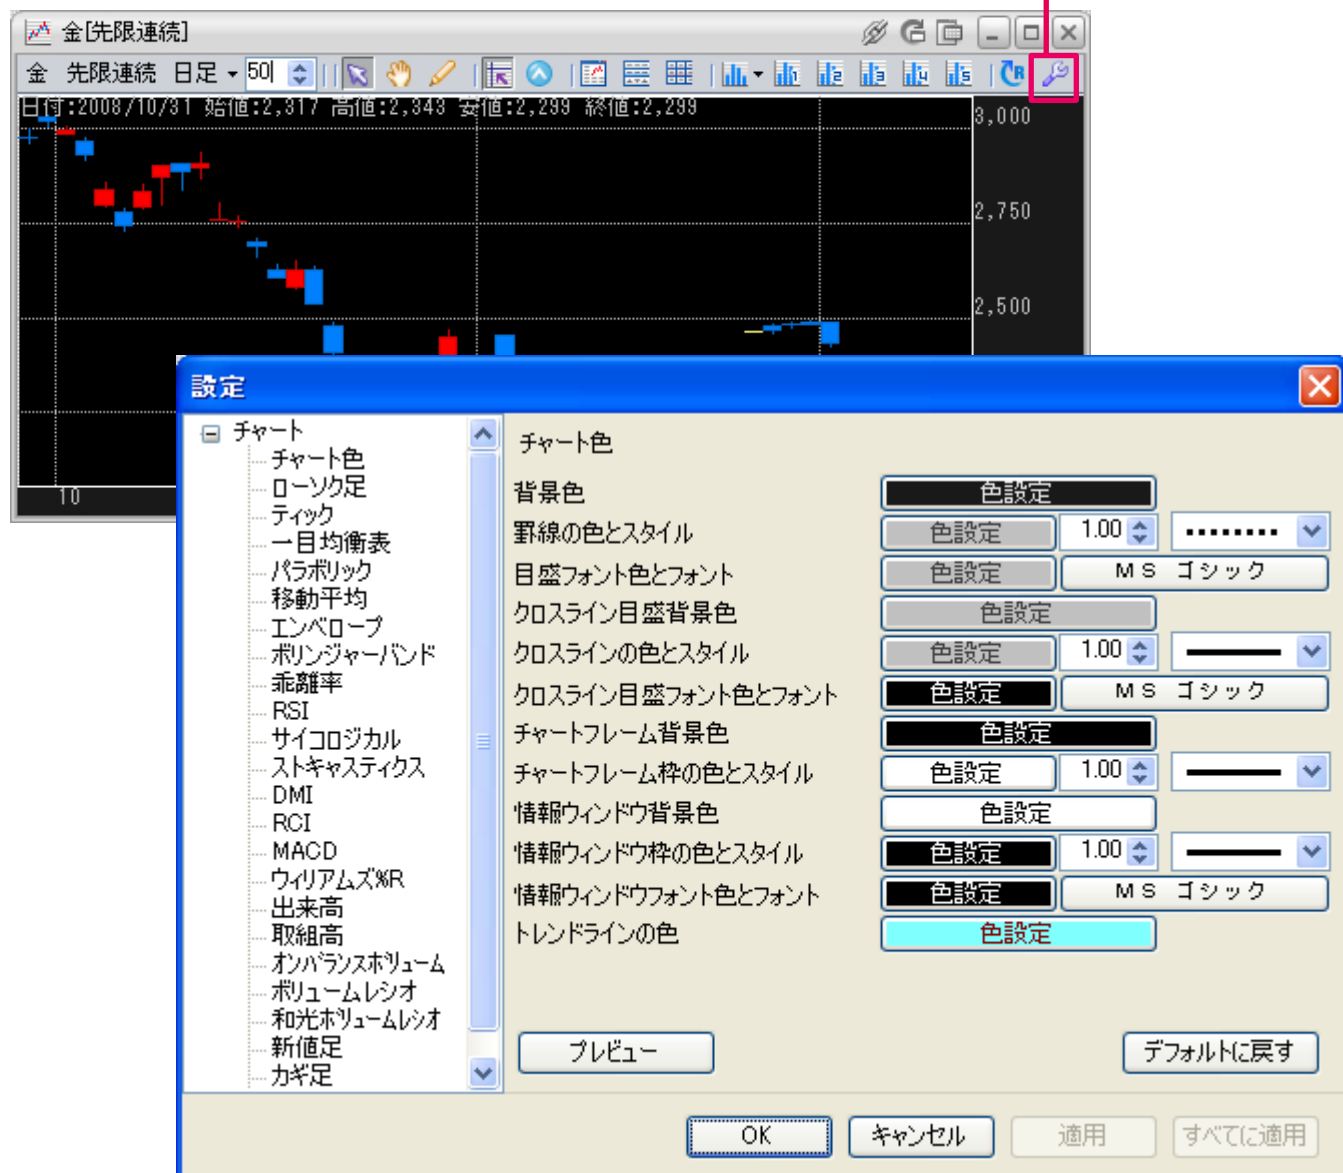 金[先限連続]
金 先限連続 日足 50
日付:2008/10/31 始値:2,317 高値:2,343 安値:2,299 終値:2,299
3,000
2,750
2,500
10
設定
チャート
チャート色
ローソク足
ティック
一目均衡表
パラボリック
移動平均
エンベロープ
ボリンジャーバンド
乖離率
RSI
サイコロジカル
ストキャスティクス
DMI
RCI
MACD
ウィリアムズ%R
出来高
取組高
オンバランスボリューム
ボリュームレシオ
和光ボリュームレシオ
新値足
カギ足
チャート色
背景色 色設定
罫線の色とスタイル 色設定 1.00
目盛フォント色とフォント 色設定 MS ゴシック
クロスライン目盛背景色 色設定
クロスラインの色とスタイル 色設定 1.00
クロスライン目盛フォント色とフォント 色設定 MS ゴシック
チャートフレーム背景色 色設定
チャートフレーム枠の色とスタイル 色設定 1.00
情報ウィンドウ背景色 色設定
情報ウィンドウ枠の色とスタイル 色設定 1.00
情報ウィンドウフォント色とフォント 色設定 MS ゴシック
トレンドラインの色 色設定
プレビュー デフォルトに戻す
OK キャンセル 適用 すべてに適用